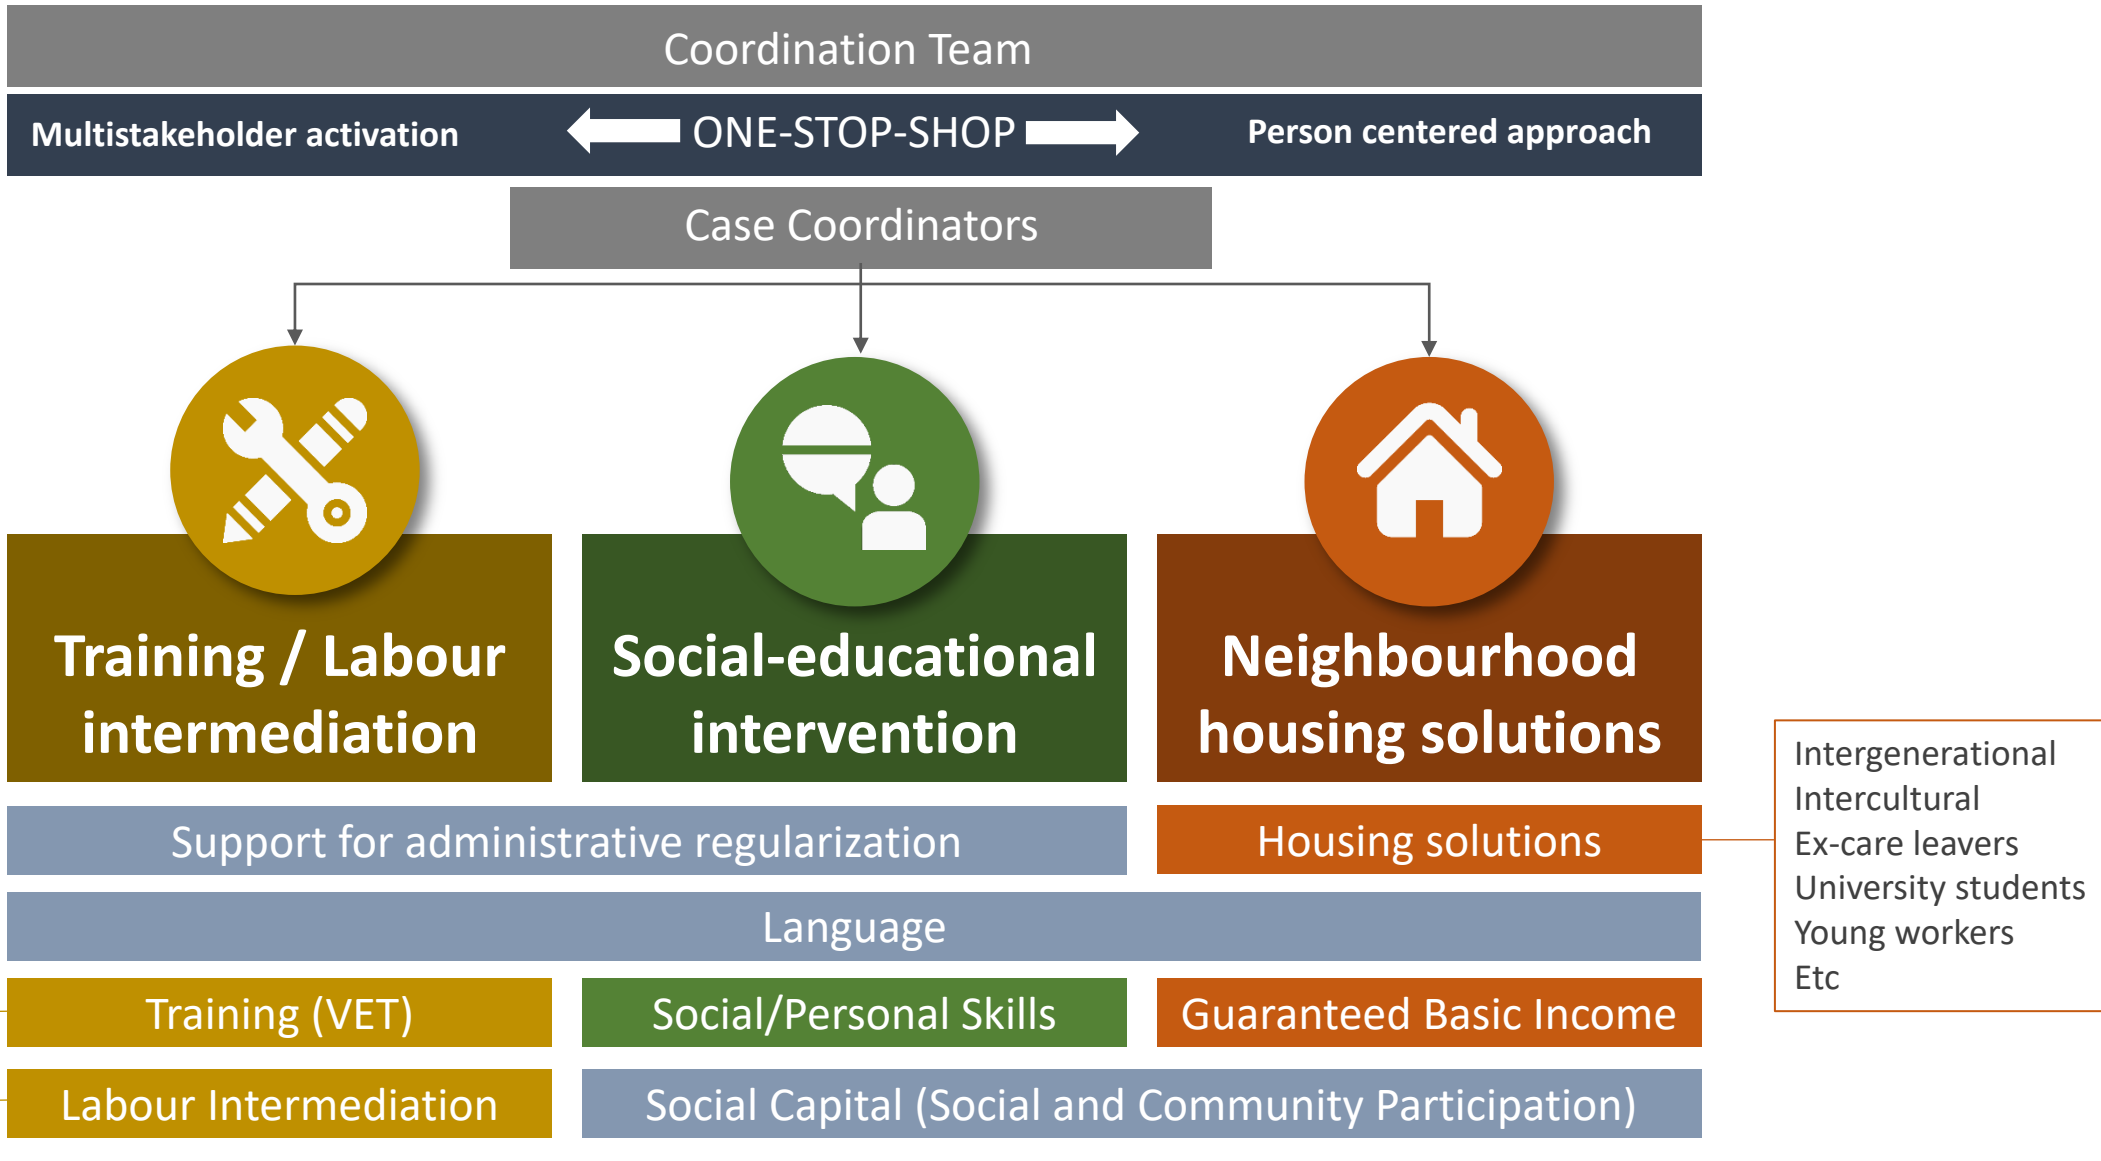 Coordination Team
Multistakeholder activation
ONE-STOP-SHOP
Person centered approach
Case Coordinators
Training / Labour
intermediation
Social-educational
intervention
Neighbourhood
housing solutions
Support for administrative regularization
Housing solutions
Intergenerational
Intercultural
Ex-care leavers
University students
Young workers
Etc
Language
Training (VET)
Social/Personal Skills
Guaranteed Basic Income
Labour Intermediation
Social Capital (Social and Community Participation)